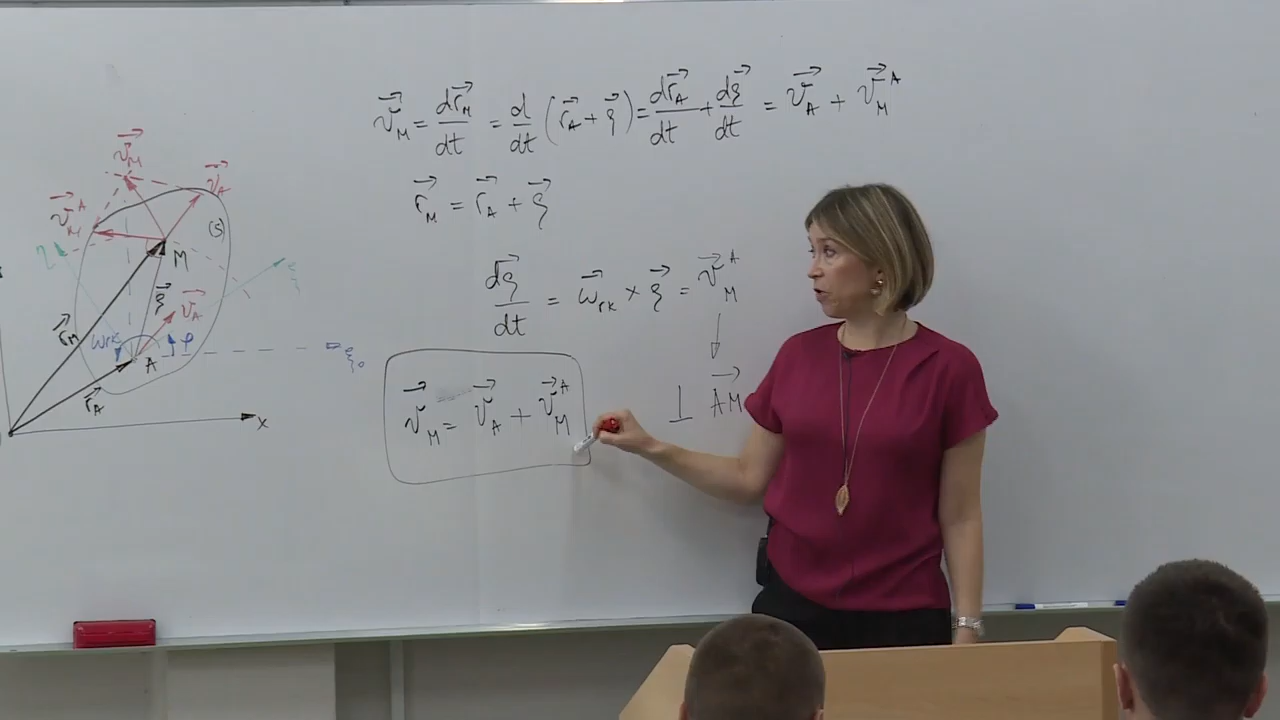 v⃗_M = dr⃗_M/dt = d/dt (r⃗_A + ρ⃗) = dr⃗_A/dt + dρ⃗/dt = v⃗_A + v⃗_M^A
r⃗_M = r⃗_A + ρ⃗
dρ⃗/dt = ω⃗_rk × ρ⃗ = v⃗_M^A
⊥ AM⃗
v⃗_M = v⃗_A + v⃗_M^A
v⃗_M
v⃗_A
v⃗_M^A
(S)
η
M
ξ
ρ⃗
v⃗_A
r⃗_M
ω_rk
φ
A
ξ₀
r⃗_A
x